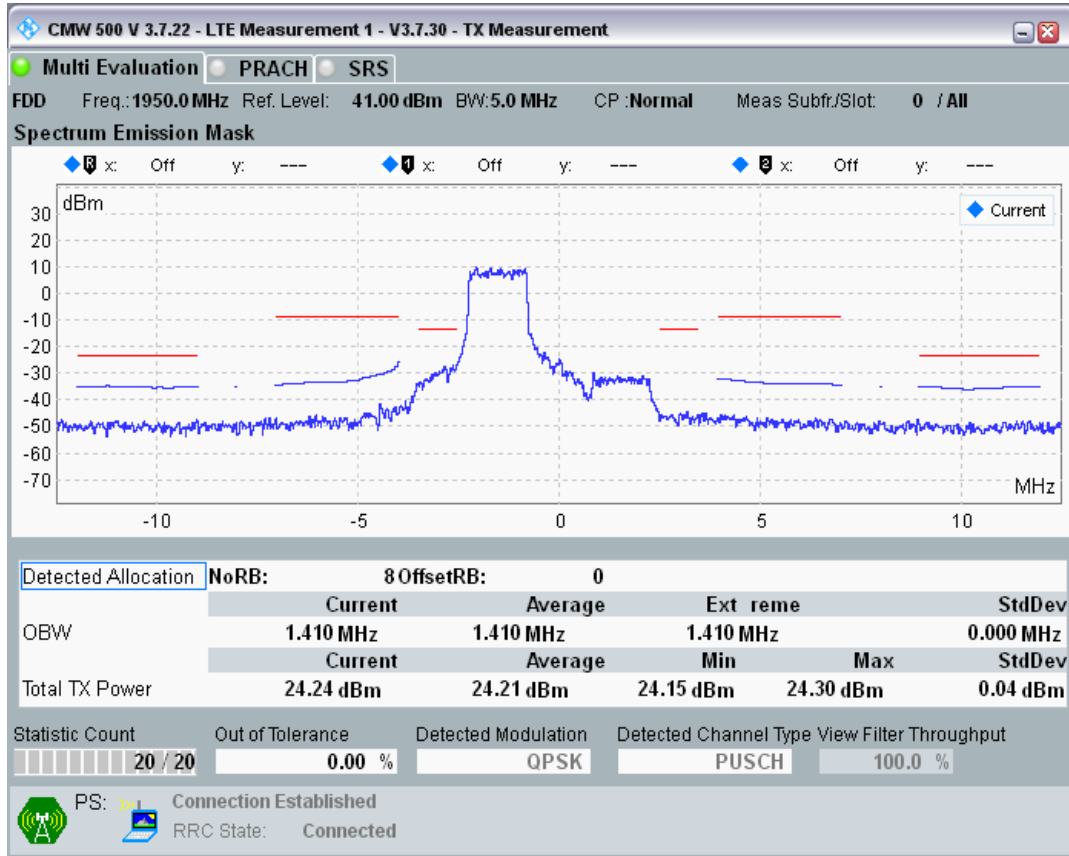 CMW 500 V 3.7.22 - LTE Measurement 1 - V3.7.30 - TX Measurement
Multi Evaluation PRACH SRS
FDD Freq.: 1950.0 MHz Ref. Level: 41.00 dBm BW: 5.0 MHz CP :Normal Meas Subfr./Slot: 0 / All
Spectrum Emission Mask
R x: Off y: --- 1 x: Off y: --- 2 x: Off y: ---
dBm
Current
30
20
10
0
-10
-20
-30
-40
-50
-60
-70
MHz
-10 -5 0 5 10
Detected Allocation NoRB: 8 OffsetRB: 0
Current Average Ext reme StdDev
OBW 1.410 MHz 1.410 MHz 1.410 MHz 0.000 MHz
Current Average Min Max StdDev
Total TX Power 24.24 dBm 24.21 dBm 24.15 dBm 24.30 dBm 0.04 dBm
Statistic Count Out of Tolerance Detected Modulation Detected Channel Type View Filter Throughput
20 / 20 0.00 % QPSK PUSCH 100.0 %
PS: Connection Established
RRC State: Connected